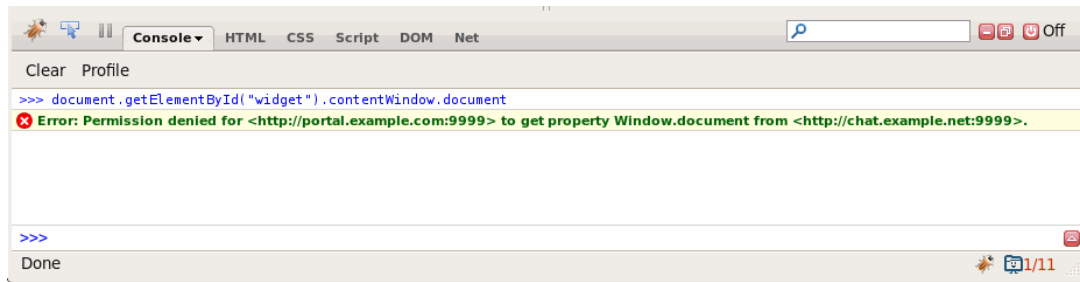 Console HTML CSS Script DOM Net Off
Clear Profile
>>> document.getElementById("widget").contentWindow.document
Error: Permission denied for <http://portal.example.com:9999> to get property Window.document from <http://chat.example.net:9999>.
>>>
Done 1/11